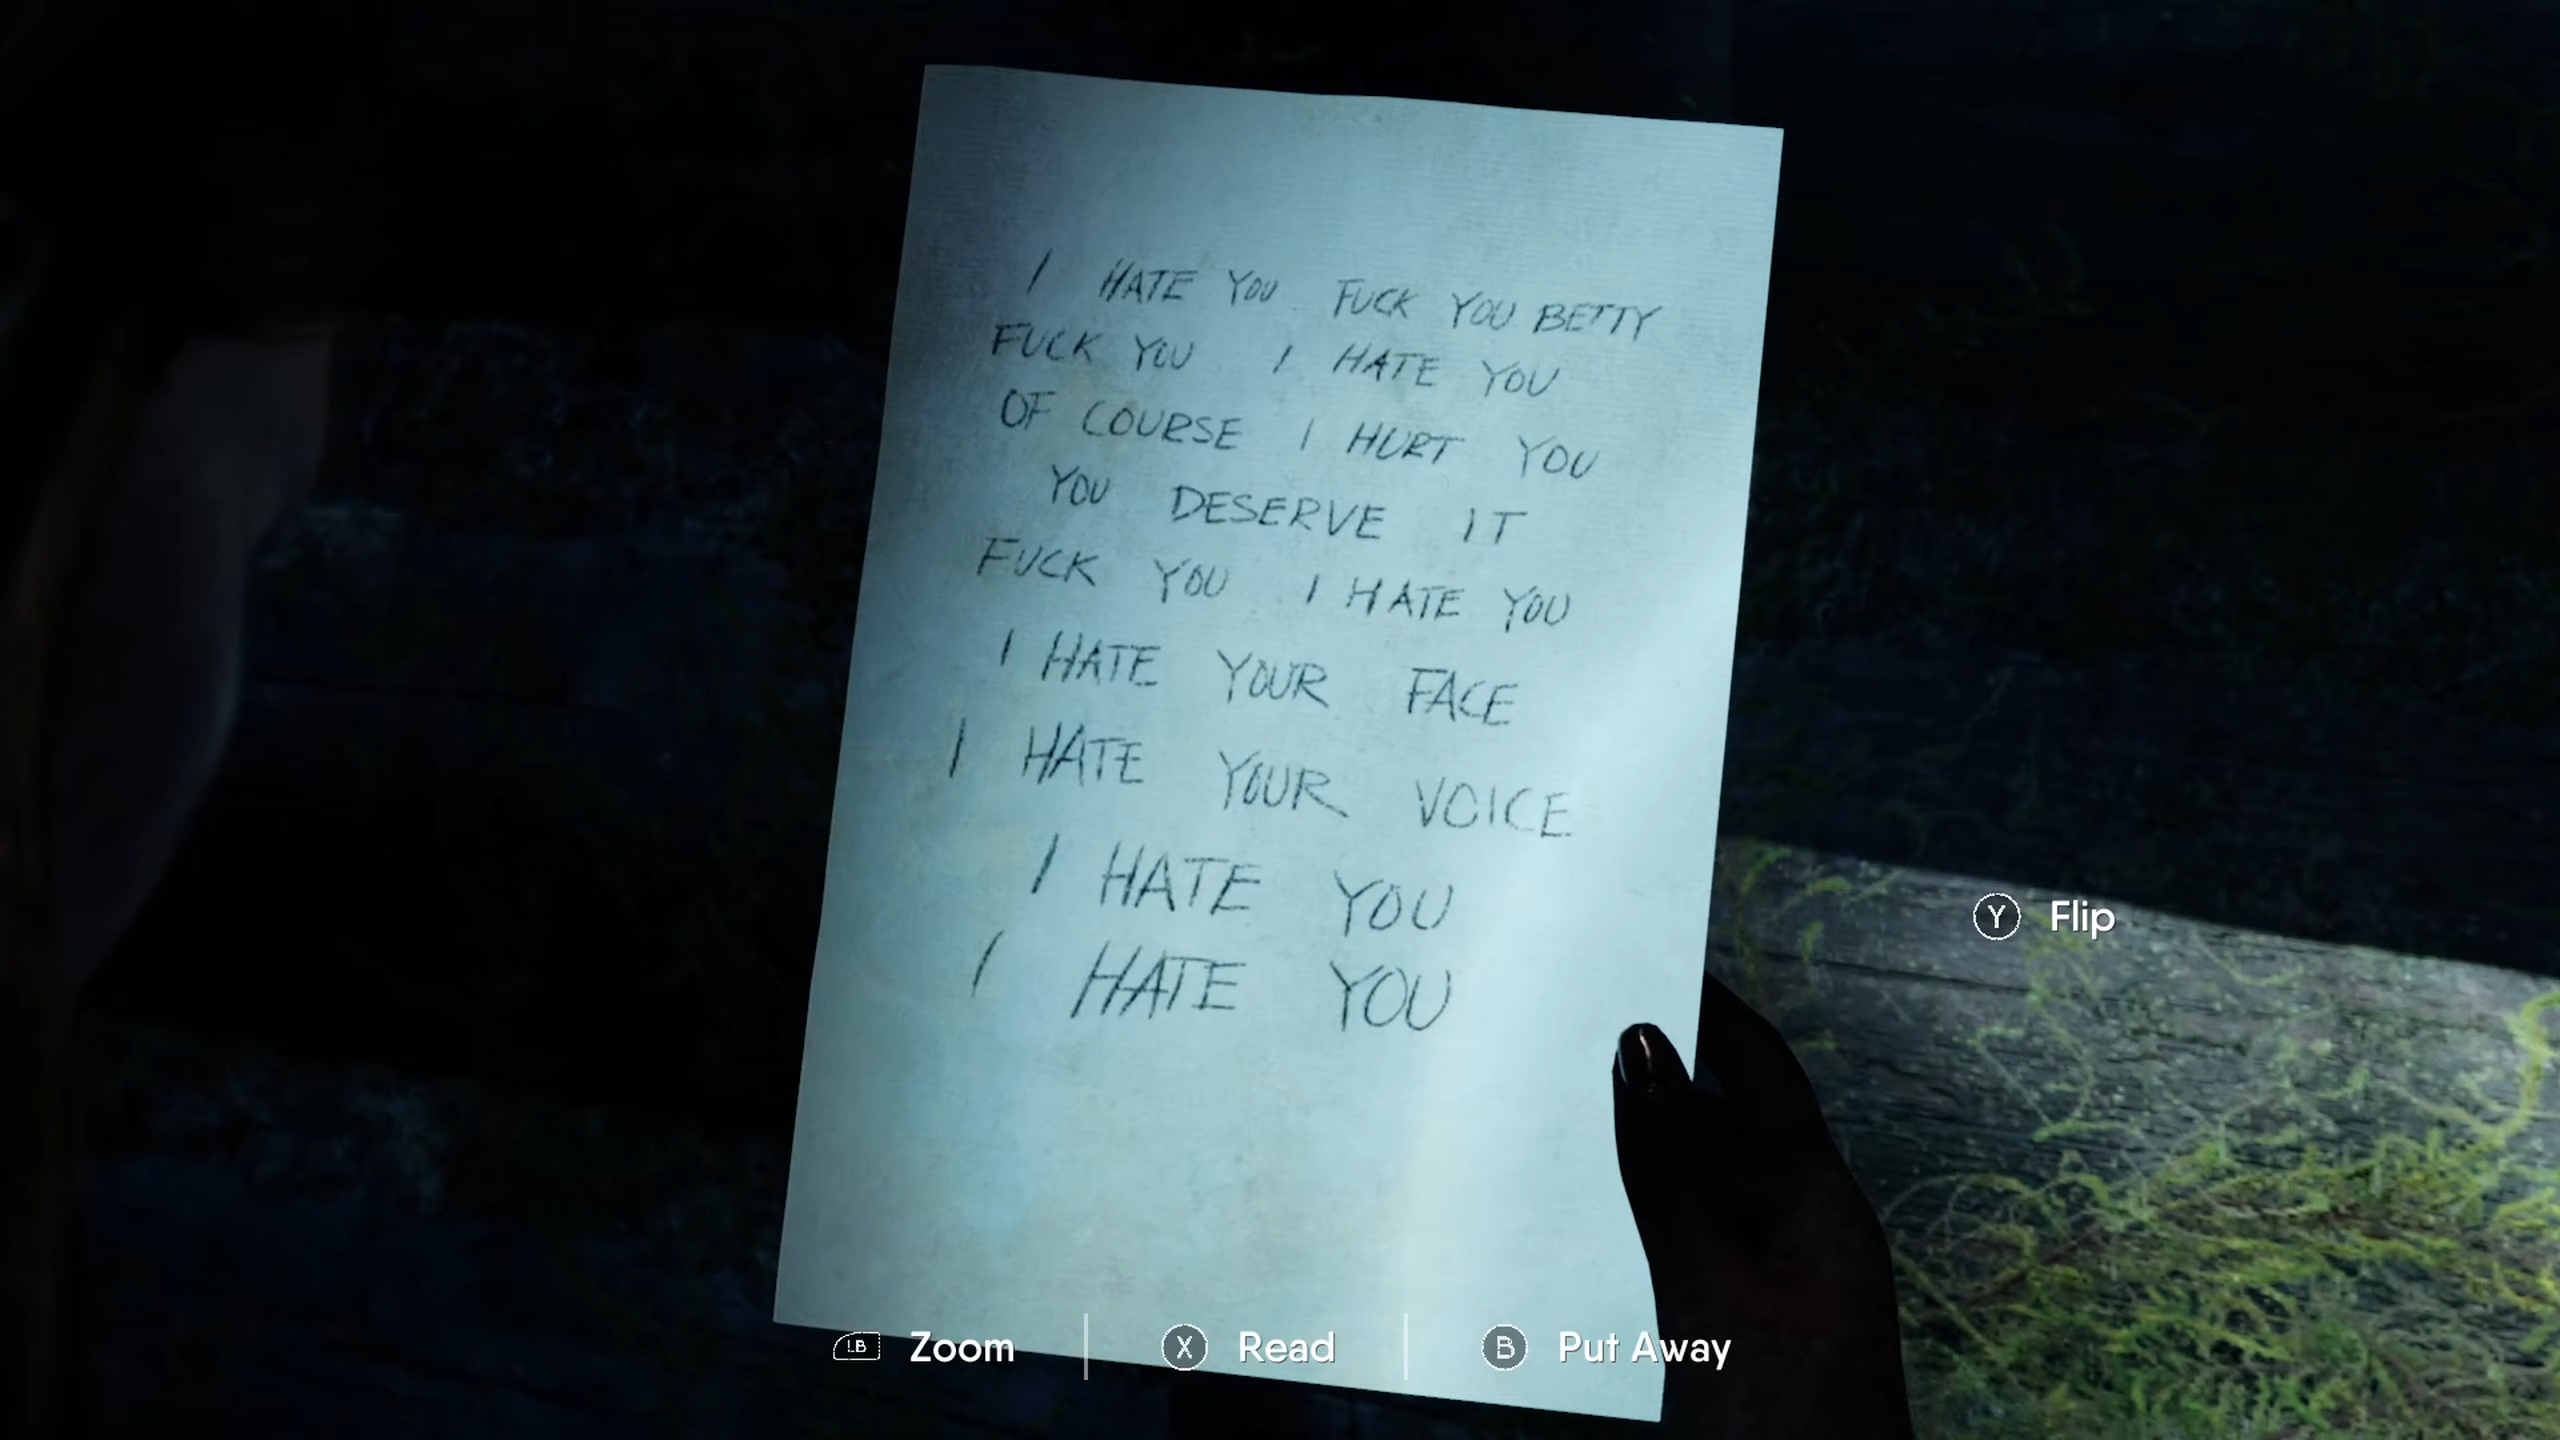 I HATE YOU FUCK YOU BETTY
FUCK YOU I HATE YOU
OF COURSE I HURT YOU
YOU DESERVE IT
FUCK YOU I HATE YOU
I HATE YOUR FACE
I HATE YOUR VOICE
I HATE YOU
I HATE YOU
Y Flip
LB Zoom X Read B Put Away